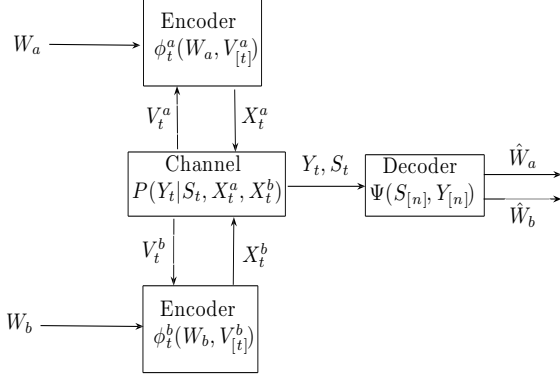 Encoder
W_a
ϕ_t^a(W_a, V_{[t]}^a)
V_t^a
X_t^a
Channel
P(Y_t|S_t, X_t^a, X_t^b)
Y_t, S_t
Decoder
Ψ(S_{[n]}, Y_{[n]})
Ŵ_a
Ŵ_b
V_t^b
X_t^b
Encoder
W_b
ϕ_t^b(W_b, V_{[t]}^b)